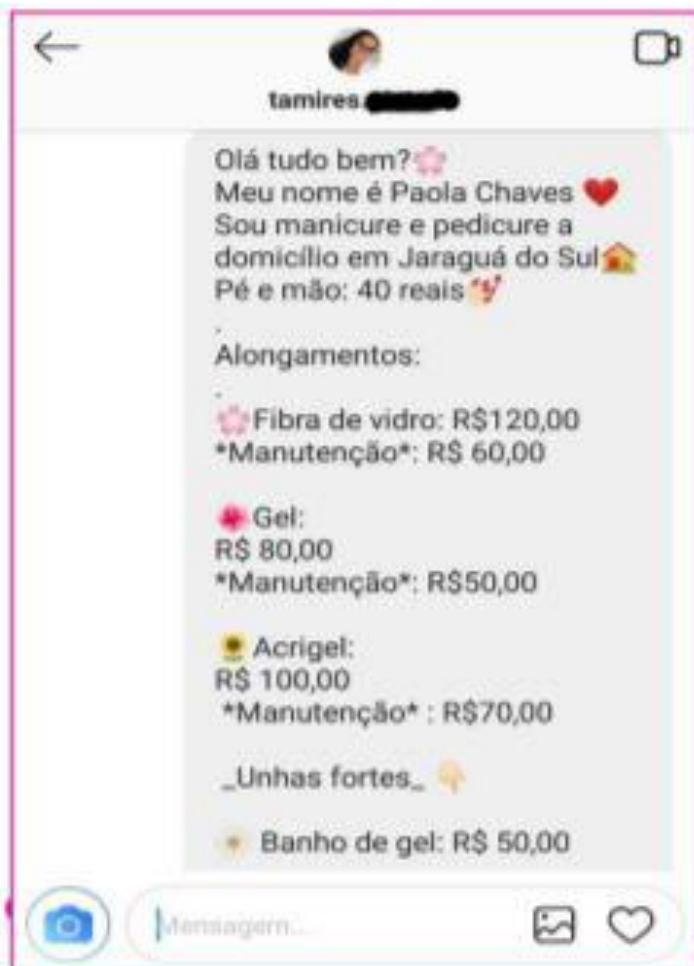 tamires.
Olá tudo bem?🌸
Meu nome é Paola Chaves ❤️
Sou manicure e pedicure a
domicílio em Jaraguá do Sul🏠
Pé e mão: 40 reais💅
.
Alongamentos:
.
🌸Fibra de vidro: R$120,00
*Manutenção*: R$ 60,00
🌺Gel:
R$ 80,00
*Manutenção*: R$50,00
🌻Acrigel:
R$ 100,00
*Manutenção* : R$70,00
_Unhas fortes_ 👇🏻
🌼 Banho de gel: R$ 50,00
Mensagem...